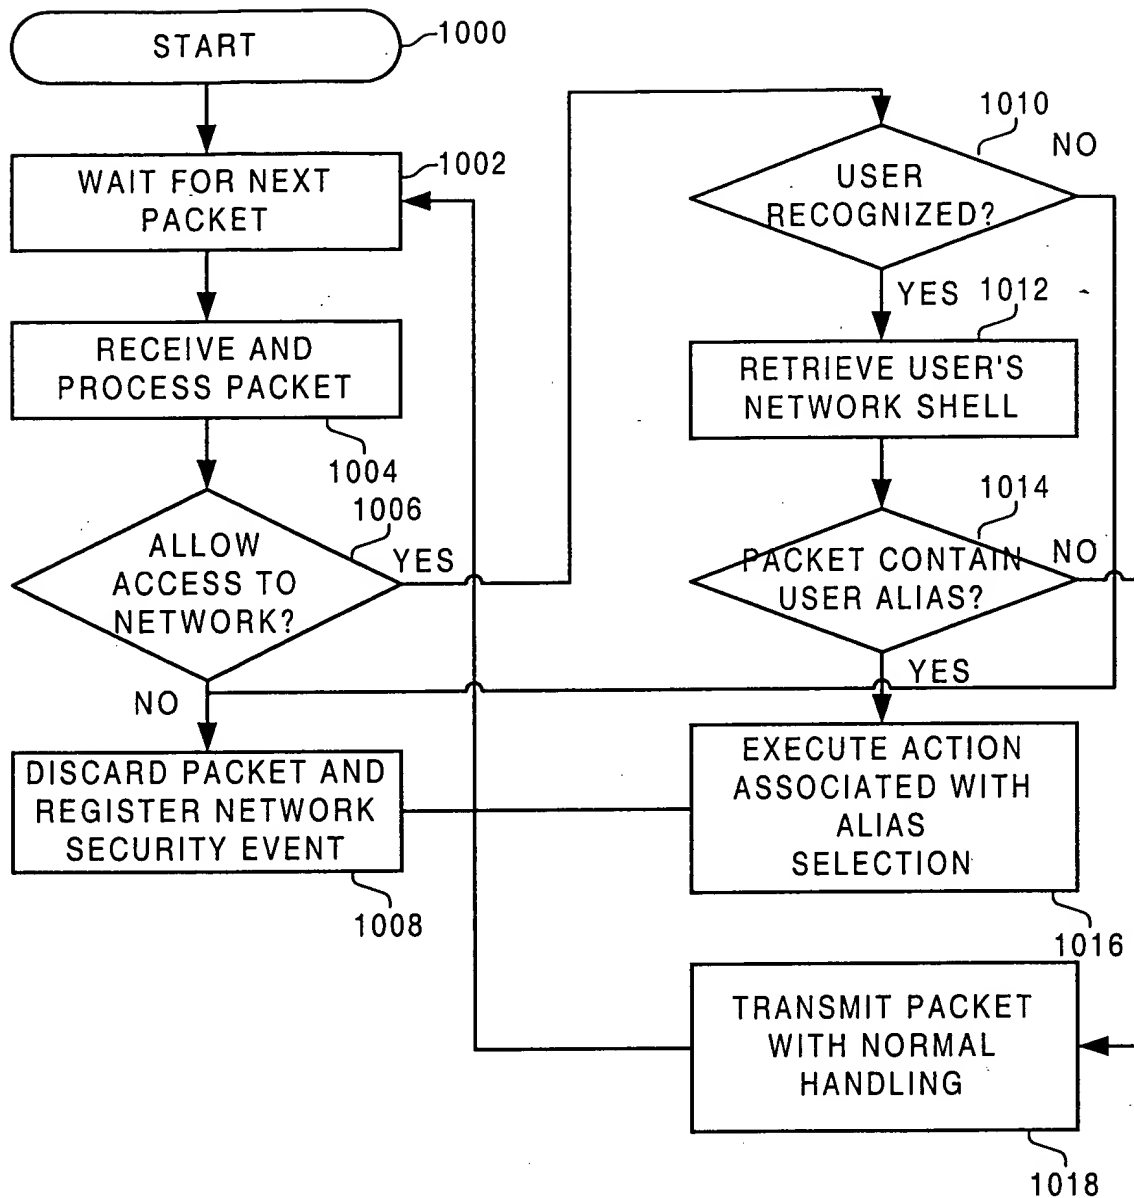 START
1000
WAIT FOR NEXT
PACKET
1002
RECEIVE AND
PROCESS PACKET
1004
ALLOW
ACCESS TO
NETWORK?
1006
YES
NO
DISCARD PACKET AND
REGISTER NETWORK
SECURITY EVENT
1008
USER
RECOGNIZED?
1010
NO
YES
RETRIEVE USER'S
NETWORK SHELL
1012
PACKET CONTAIN
USER ALIAS?
1014
NO
YES
EXECUTE ACTION
ASSOCIATED WITH
ALIAS
SELECTION
1016
TRANSMIT PACKET
WITH NORMAL
HANDLING
1018